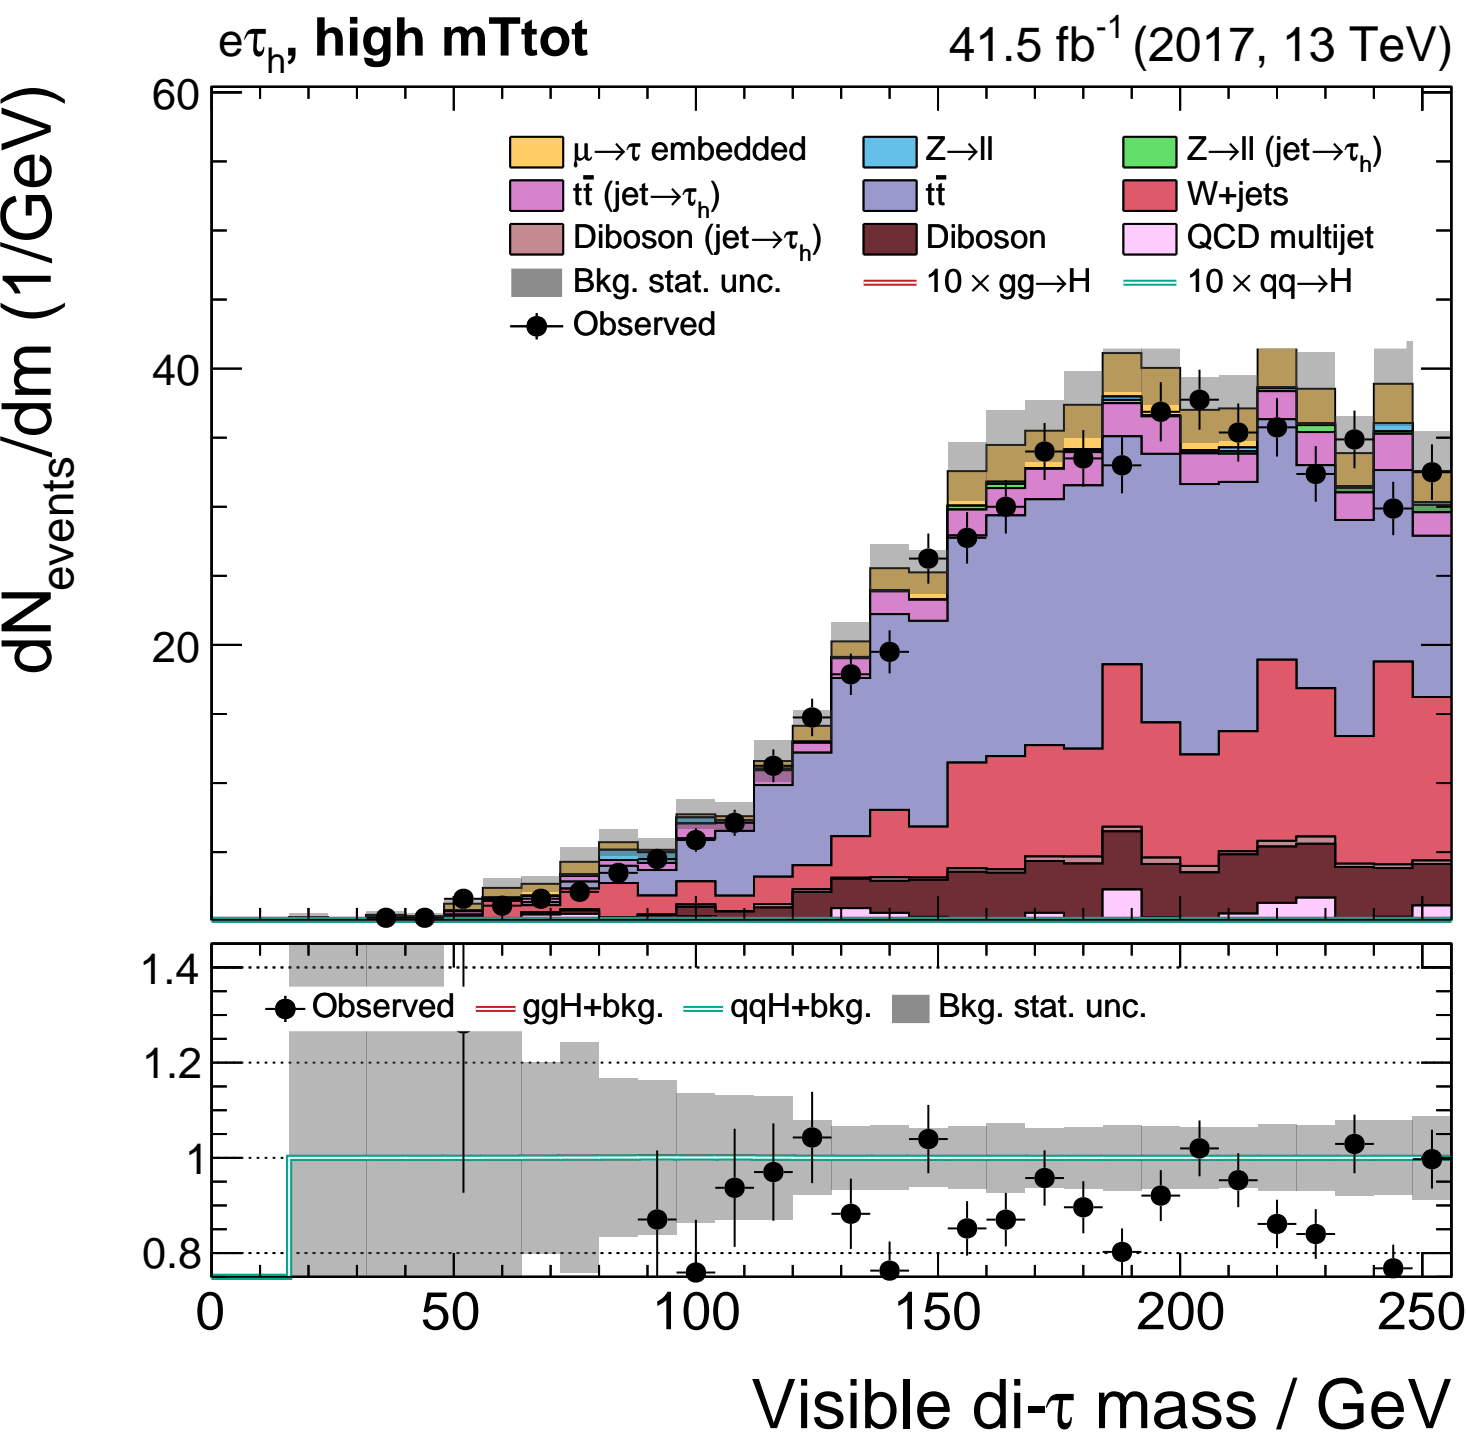 eτh, high mTtot
41.5 fb-1 (2017, 13 TeV)
dNevents/dm (1/GeV)
60
40
20
μ→τ embedded
Z→ll
Z→ll (jet→τh)
tt̄ (jet→τh)
tt̄
W+jets
Diboson (jet→τh)
Diboson
QCD multijet
Bkg. stat. unc.
10 × gg→H
10 × qq→H
Observed
1.4
1.2
1
0.8
Observed
ggH+bkg.
qqH+bkg.
Bkg. stat. unc.
0 50 100 150 200 250
Visible di-τ mass / GeV